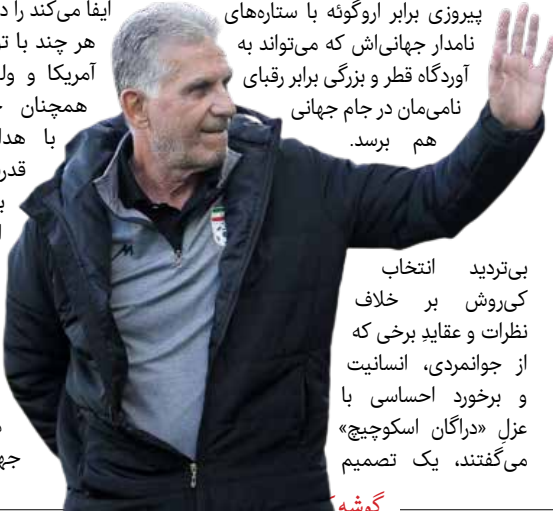 پیروزی برابر اروگوئه با ستاره‌های
نامدار جهانی‌اش که می‌تواند به
آوردگاه قطر و بزرگی برابر رقبای
نامی‌مان در جام جهانی
هم برسد.
بی‌تردید انتخاب
کی‌روش بر خلاف
نظرات و عقایدِ برخی که
از جوانمردی، انسانیت
و برخورد احساسی با
عزلِ «دراگان اسکوچیچ»
می‌گفتند، یک تصمیم
گوشه
ایفا می‌کند را
هر چند با
آمریکا و
همچنان
با